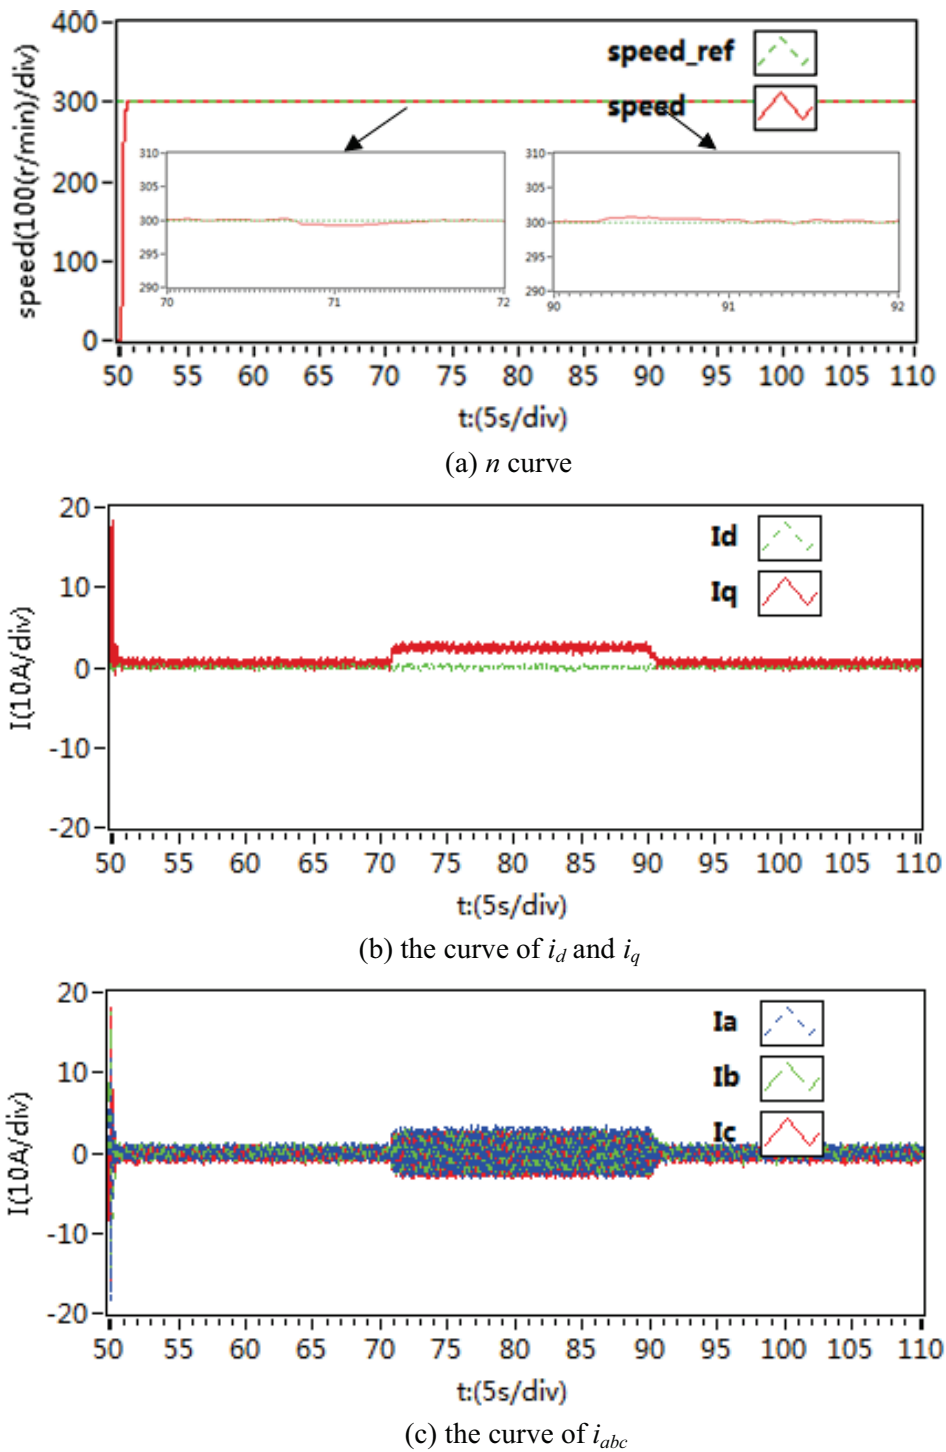 400
speed_ref
300
speed
200
100
0
speed(100(r/min)/div)
310
305
300
295
290
70 71 72
310
305
300
295
290
90 91 92
50 55 60 65 70 75 80 85 90 95 100 105 110
t:(5s/div)
(a) n curve
20
10
0
-10
-20
I(10A/div)
Id
Iq
50 55 60 65 70 75 80 85 90 95 100 105 110
t:(5s/div)
(b) the curve of id and iq
20
10
0
-10
-20
I(10A/div)
Ia
Ib
Ic
50 55 60 65 70 75 80 85 90 95 100 105 110
t:(5s/div)
(c) the curve of iabc